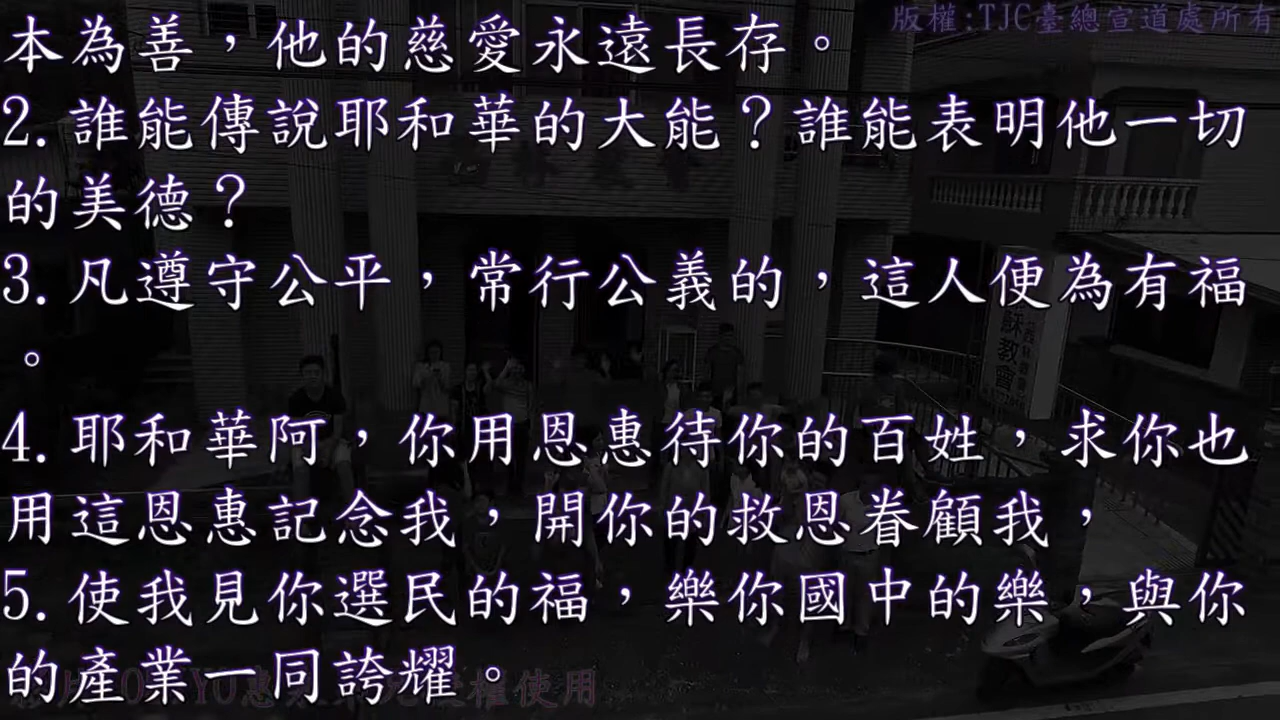 版權:TJC臺總宣道處所有
本為善，他的慈愛永遠長存。
2.誰能傳說耶和華的大能？誰能表明他一切
的美德？
3.凡遵守公平，常行公義的，這人便為有福
。
4.耶和華阿，你用恩惠待你的百姓，求你也
用這恩惠記念我，開你的救恩眷顧我，
5.使我見你選民的福，樂你國中的樂，與你
的產業一同誇耀。
穌教會
使用